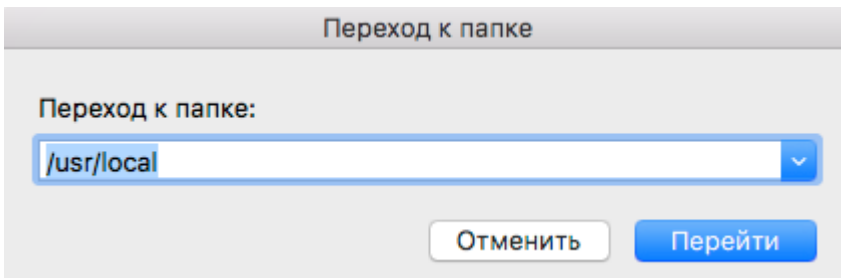 Переход к папке
Переход к папке:
/usr/local
Отменить Перейти